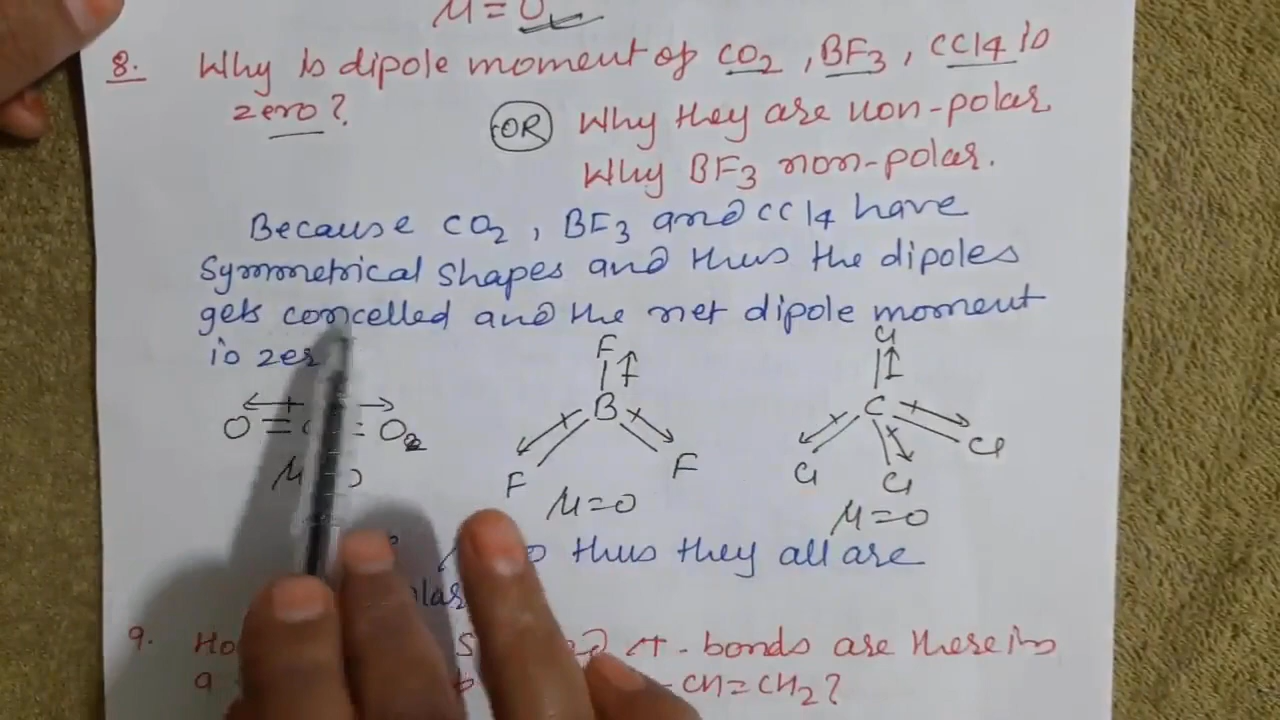 μ = 0
8. Why is dipole moment of CO2, BF3, CCl4 is
zero?
OR Why they are non-polar
Why BF3 non-polar.
Because CO2, BF3 and CCl4 have
symmetrical shapes and thus the dipoles
gets concelled and the net dipole moment
is
O = = O2
F
B
F F
μ=0
Cl
C
Cl Cl Cl
μ=0
thus they all are
9. bonds are there in
a -CH=CH2?